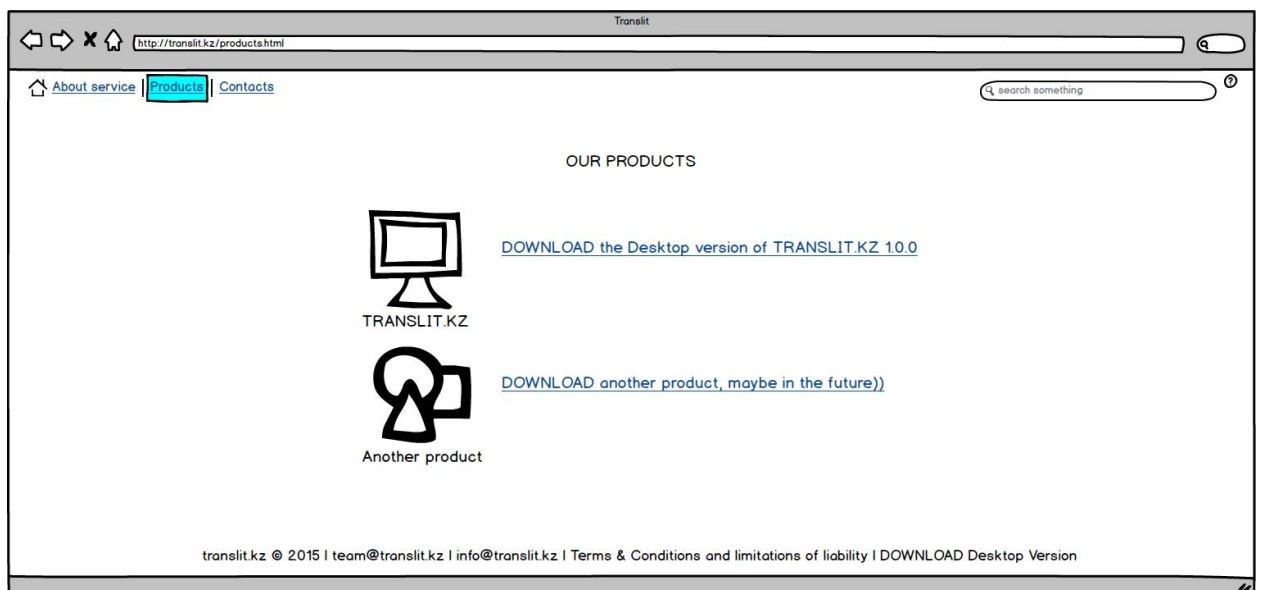 Translit
http://translit.kz/products.html
About service | Products | Contacts
search something
?
OUR PRODUCTS
DOWNLOAD the Desktop version of TRANSLIT.KZ 1.0.0
TRANSLIT.KZ
DOWNLOAD another product, maybe in the future))
Another product
translit.kz © 2015 | team@translit.kz | info@translit.kz | Terms & Conditions and limitations of liability | DOWNLOAD Desktop Version